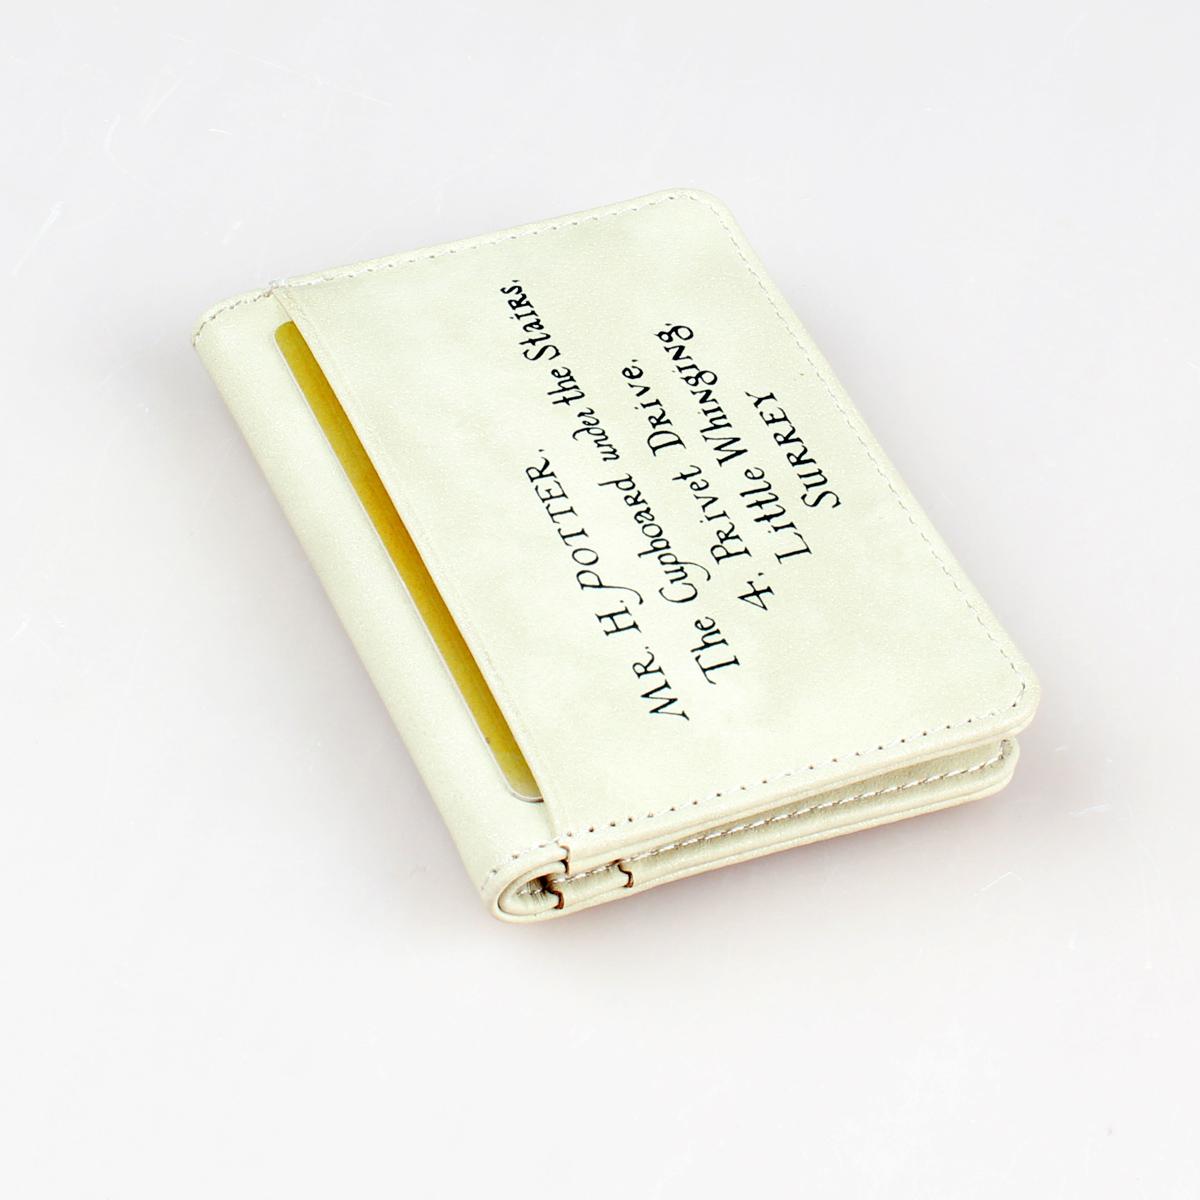 MR. H. POTTER.
The Cupboard under the Stairs.
4. Privet Drive.
Little Whinging.
SURREY